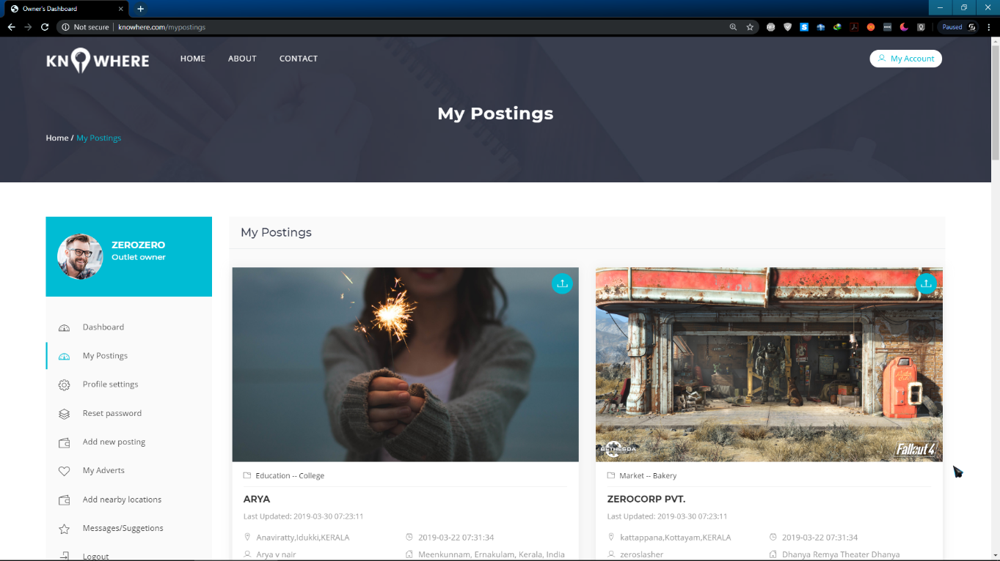 Owner's Dashboard
Not secure | knowhere.com/mypostings
Paused
KNOWHERE
HOME
ABOUT
CONTACT
My Account
My Postings
Home / My Postings
ZEROZERO
Outlet owner
Dashboard
My Postings
Profile settings
Reset password
Add new posting
My Adverts
Add nearby locations
Messages/Suggetions
Logout
My Postings
BETHESDA
Fallout 4
Education -- College
ARYA
Last Updated: 2019-03-30 07:23:11
Anaviratty,Idukki,KERALA
2019-03-22 07:31:34
Arya v nair
Meenkunnam, Ernakulam, Kerala, India
Market -- Bakery
ZEROCORP PVT.
Last Updated: 2019-03-30 07:23:11
kattappana,Kottayam,KERALA
2019-03-22 07:31:34
zeroslasher
Dhanya Remya Theater Dhanya